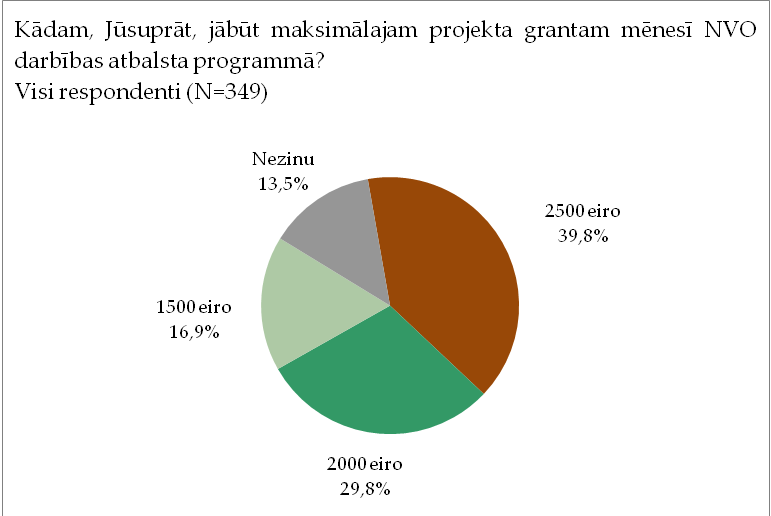 Kādam, Jūsuprāt, jābūt maksimālajam projekta grantam mēnesī NVO
darbības atbalsta programmā?
Visi respondenti (N=349)
Nezinu
13,5%
2500 eiro
39,8%
1500 eiro
16,9%
2000 eiro
29,8%